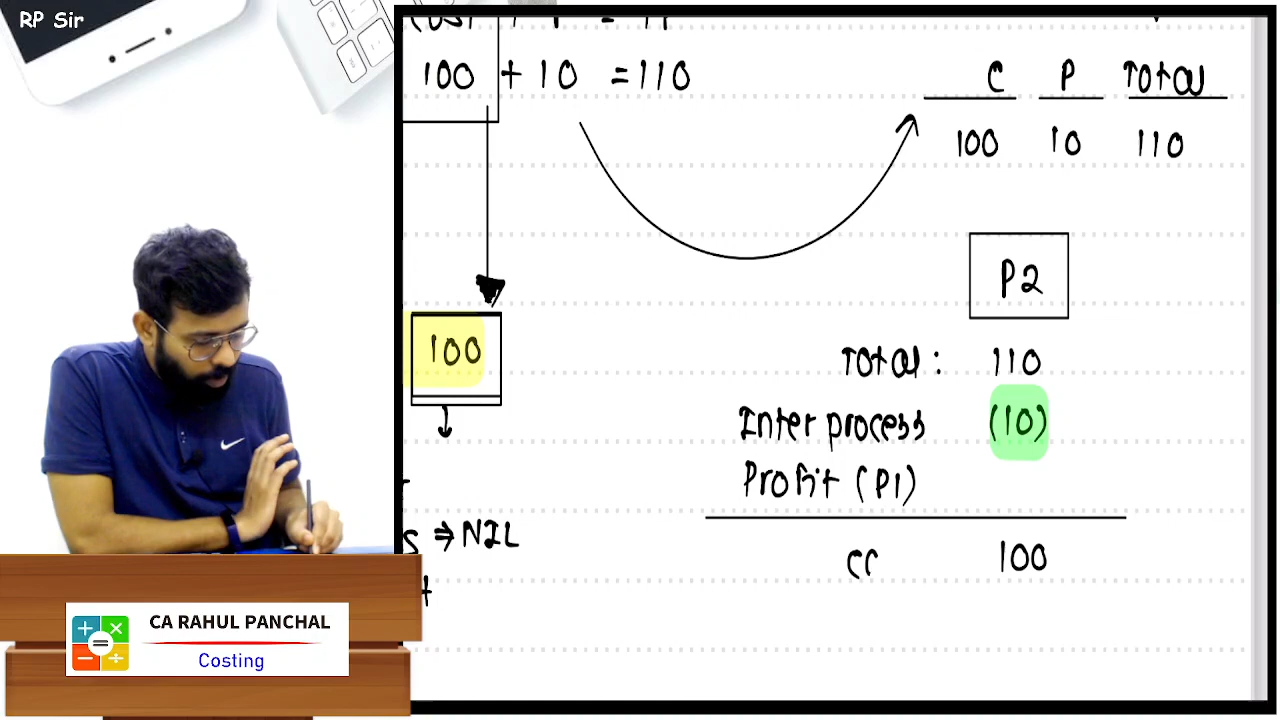 RP Sir
100 + 10 = 110
C P Total
100 10 110
P2
100
Total : 110
Inter process (10)
Profit (P1)
⇒ NIL
100
CA RAHUL PANCHAL
Costing